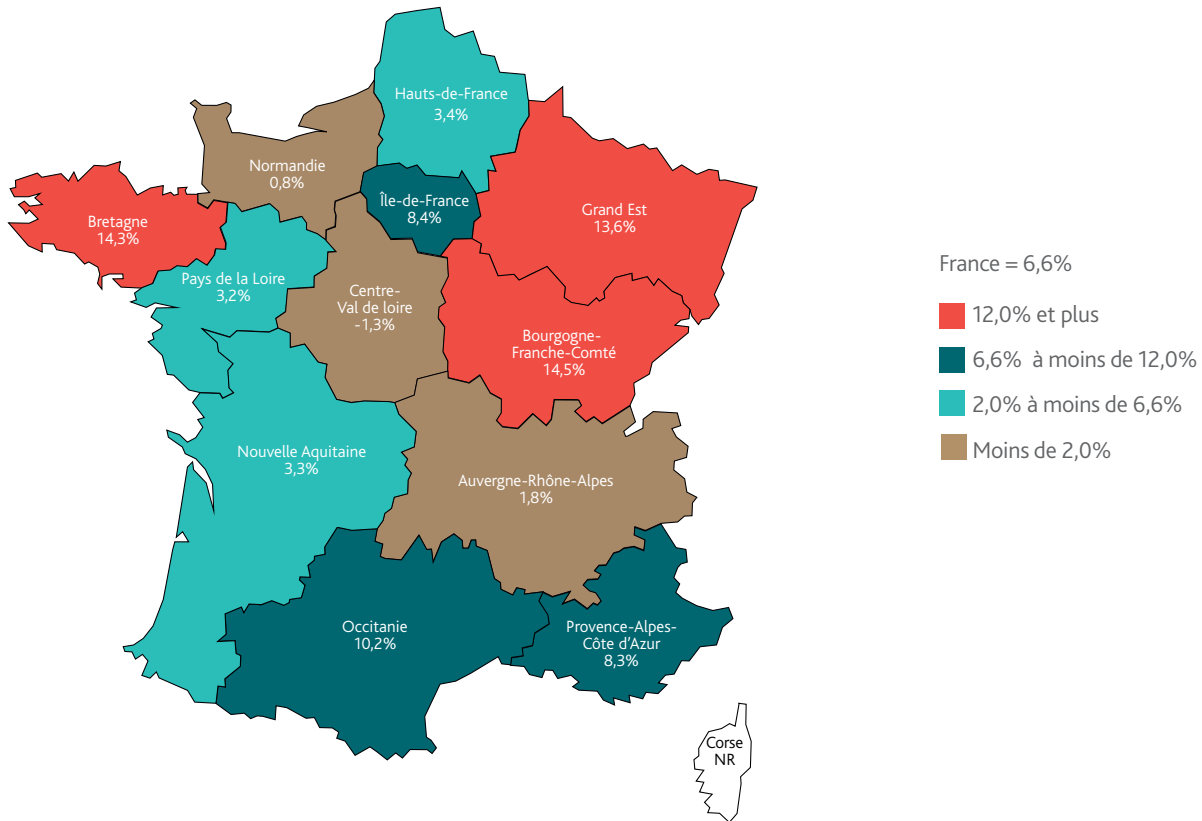 Hauts-de-France
3,4%
Normandie
0,8%
Île-de-France
8,4%
Grand Est
13,6%
Bretagne
14,3%
Pays de la Loire
3,2%
Centre-
Val de loire
-1,3%
Bourgogne-
Franche-Comté
14,5%
Nouvelle Aquitaine
3,3%
Auvergne-Rhône-Alpes
1,8%
Occitanie
10,2%
Provence-Alpes-
Côte d'Azur
8,3%
Corse
NR
France = 6,6%
12,0% et plus
6,6% à moins de 12,0%
2,0% à moins de 6,6%
Moins de 2,0%